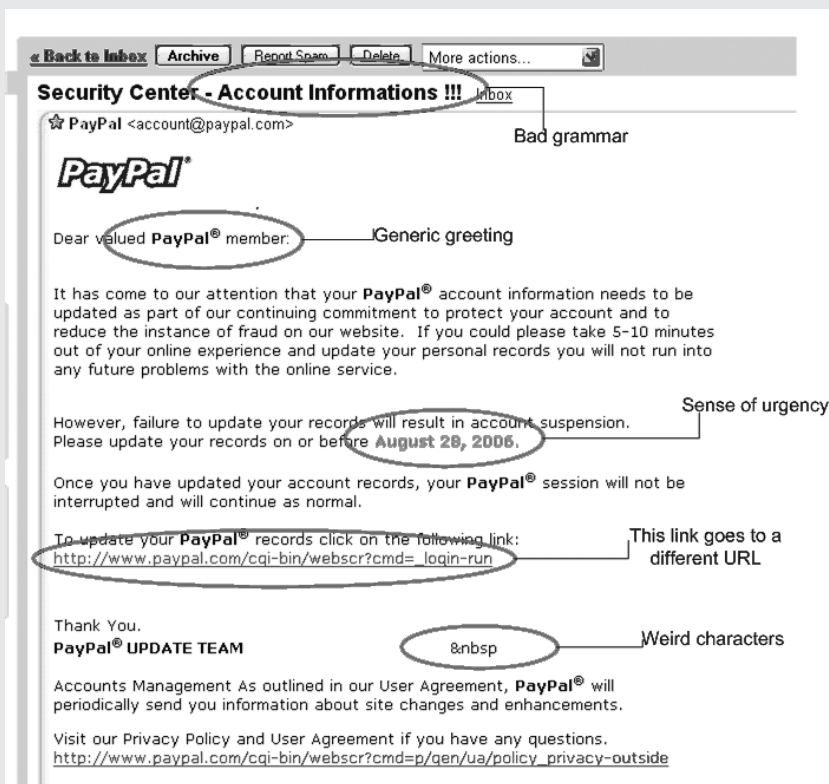 « Back to Inbox Archive Report Spam Delete More actions...
Security Center - Account Informations !!! Inbox
Bad grammar
PayPal <account@paypal.com>
PayPal®
Dear valued PayPal® member:
Generic greeting
It has come to our attention that your PayPal® account information needs to be
updated as part of our continuing commitment to protect your account and to
reduce the instance of fraud on our website. If you could please take 5-10 minutes
out of your online experience and update your personal records you will not run into
any future problems with the online service.
Sense of urgency
However, failure to update your records will result in account suspension.
Please update your records on or before August 28, 2006.
Once you have updated your account records, your PayPal® session will not be
interrupted and will continue as normal.
To update your PayPal® records click on the following link:
http://www.paypal.com/cgi-bin/webscr?cmd=_login-run
This link goes to a
different URL
Thank You.
PayPal® UPDATE TEAM
&nbsp
Weird characters
Accounts Management As outlined in our User Agreement, PayPal® will
periodically send you information about site changes and enhancements.
Visit our Privacy Policy and User Agreement if you have any questions.
http://www.paypal.com/cgi-bin/webscr?cmd=p/gen/ua/policy_privacy-outside